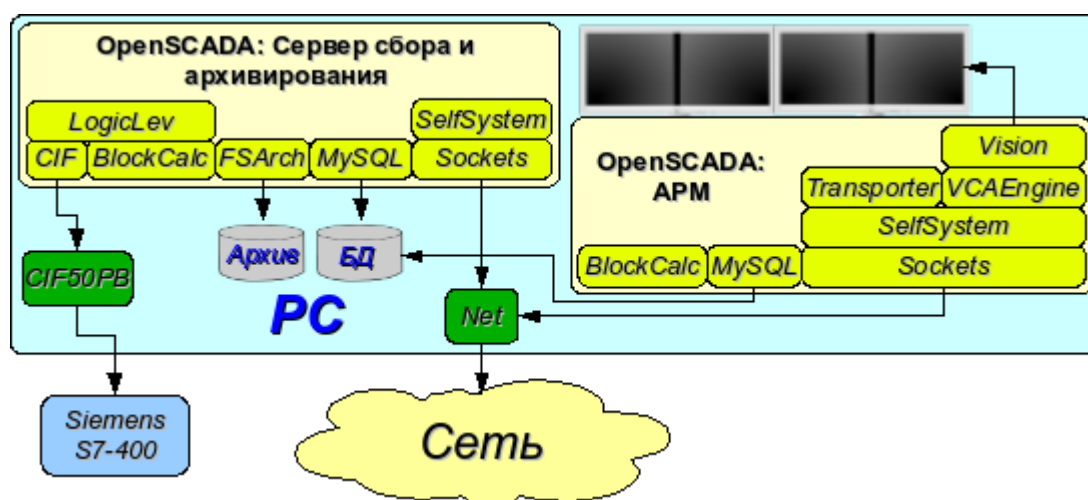 OpenSCADA: Сервер сбора и
архивирования
LogicLev
SelfSystem
CIF
BlockCalc
FSArch
MySQL
Sockets
OpenSCADA:
АРМ
Vision
Transporter
VCAEngine
SelfSystem
BlockCalc
MySQL
Sockets
Архив
БД
CIF50PB
PC
Net
Siemens
S7-400
Сеть